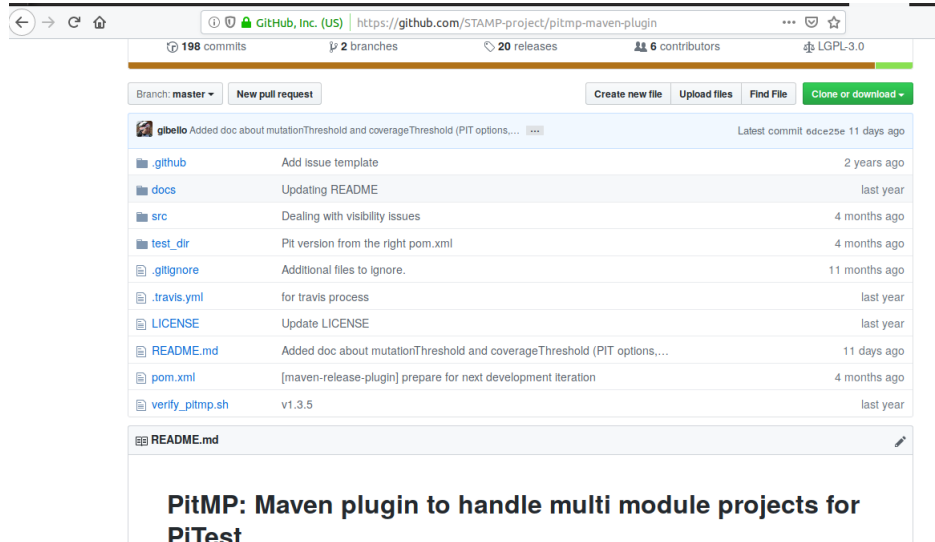 GitHub, Inc. (US) https://github.com/STAMP-project/pitmp-maven-plugin
198 commits 2 branches 20 releases 6 contributors LGPL-3.0
Branch: master New pull request Create new file Upload files Find File Clone or download
gibello Added doc about mutationThreshold and coverageThreshold (PIT options,… ... Latest commit 6dce25e 11 days ago
.github Add issue template 2 years ago
docs Updating README last year
src Dealing with visibility issues 4 months ago
test_dir Pit version from the right pom.xml 4 months ago
.gitignore Additional files to ignore. 11 months ago
.travis.yml for travis process last year
LICENSE Update LICENSE last year
README.md Added doc about mutationThreshold and coverageThreshold (PIT options,… 11 days ago
pom.xml [maven-release-plugin] prepare for next development iteration 4 months ago
verify_pitmp.sh v1.3.5 last year
README.md
PitMP: Maven plugin to handle multi module projects for
PiTest